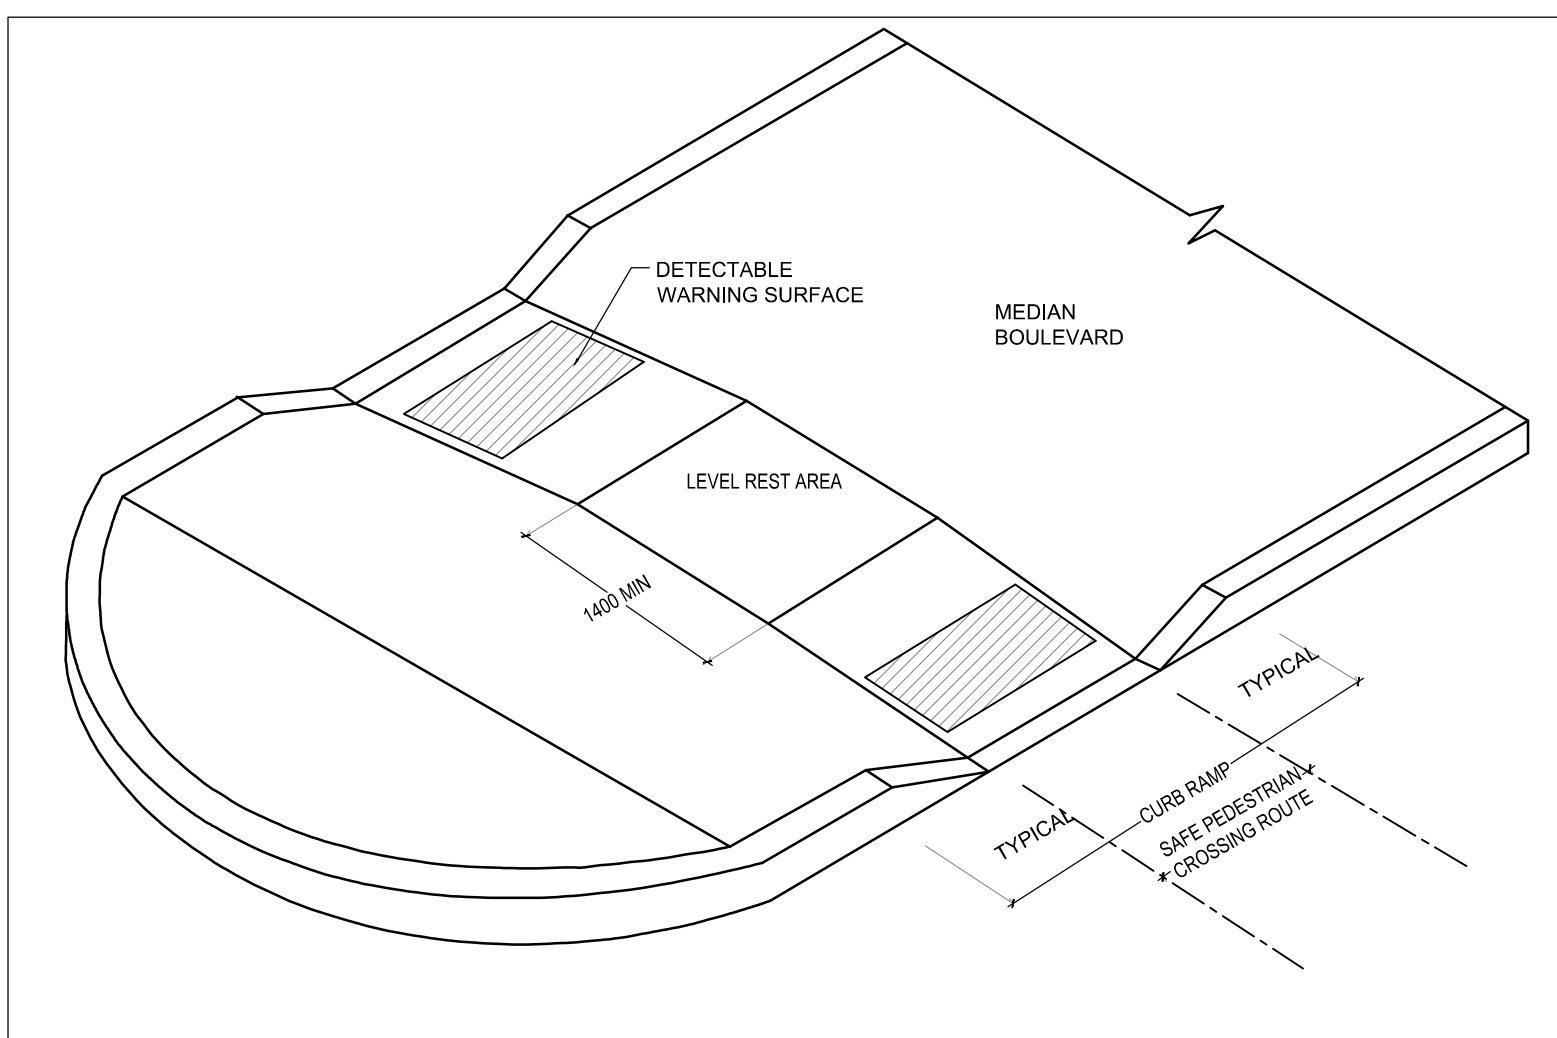 DETECTABLE
WARNING SURFACE
MEDIAN
BOULEVARD
LEVEL REST AREA
1400 MIN
TYPICAL
CURB RAMP
SAFE PEDESTRIAN
CROSSING ROUTE
TYPICAL